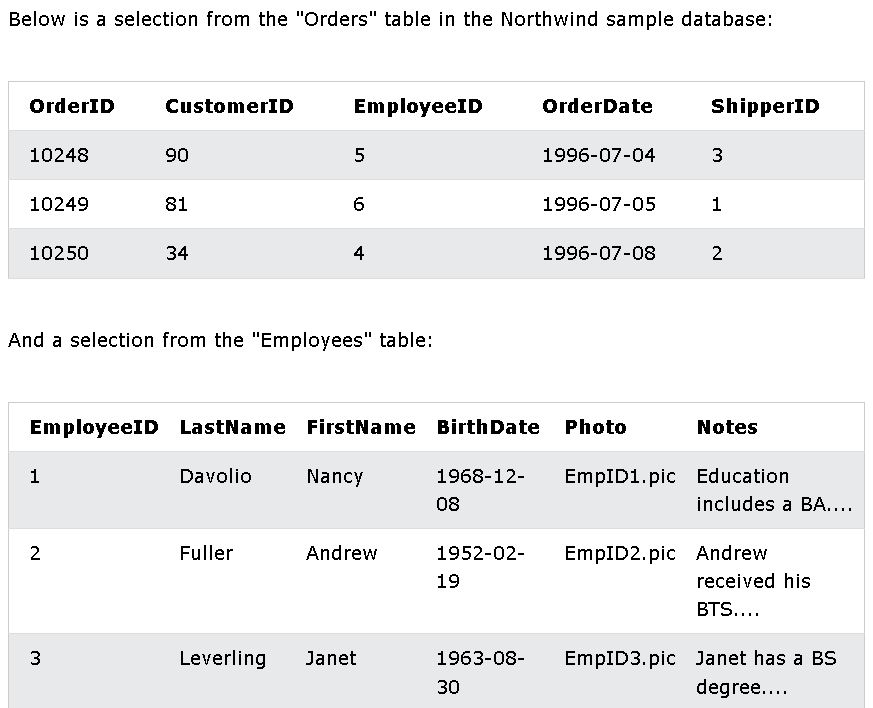 Below is a selection from the "Orders" table in the Northwind sample database:
OrderID CustomerID EmployeeID OrderDate ShipperID
10248 90 5 1996-07-04 3
10249 81 6 1996-07-05 1
10250 34 4 1996-07-08 2
And a selection from the "Employees" table:
EmployeeID LastName FirstName BirthDate Photo Notes
1 Davolio Nancy 1968-12- EmpID1.pic Education
08 includes a BA....
2 Fuller Andrew 1952-02- EmpID2.pic Andrew
19 received his
BTS....
3 Leverling Janet 1963-08- EmpID3.pic Janet has a BS
30 degree....